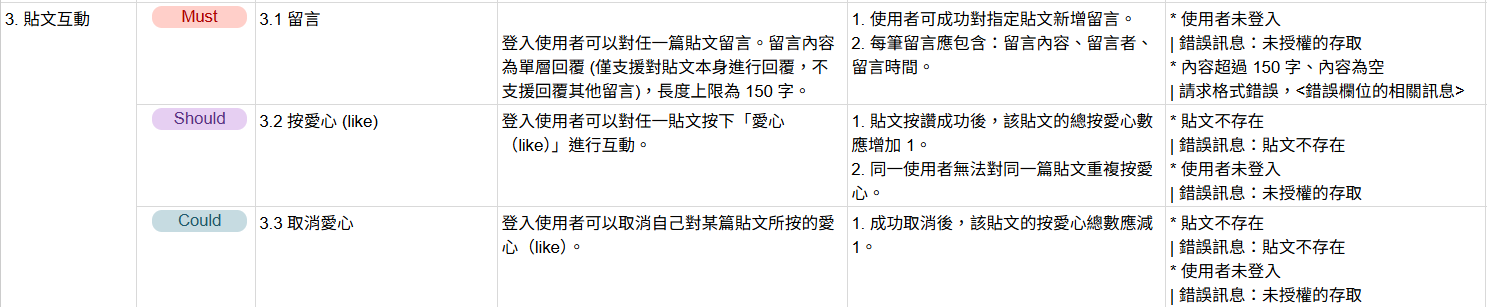 3. 貼文互動
Must
3.1 留言
登入使用者可以對任一篇貼文留言。留言內容
為單層回覆 (僅支援對貼文本身進行回覆，不
支援回覆其他留言)，長度上限為 150 字。
1. 使用者可成功對指定貼文新增留言。
2. 每筆留言應包含：留言內容、留言者、
留言時間。
* 使用者未登入
| 錯誤訊息：未授權的存取
* 內容超過 150 字、內容為空
| 請求格式錯誤，<錯誤欄位的相關訊息>
Should
3.2 按愛心 (like)
登入使用者可以對任一貼文按下「愛心
（like）」進行互動。
1. 貼文按讚成功後，該貼文的總按愛心數
應增加 1。
2. 同一使用者無法對同一篇貼文重複按愛
心。
* 貼文不存在
| 錯誤訊息：貼文不存在
* 使用者未登入
| 錯誤訊息：未授權的存取
Could
3.3 取消愛心
登入使用者可以取消自己對某篇貼文所按的愛
心（like）。
1. 成功取消後，該貼文的按愛心總數應減
1。
* 貼文不存在
| 錯誤訊息：貼文不存在
* 使用者未登入
| 錯誤訊息：未授權的存取